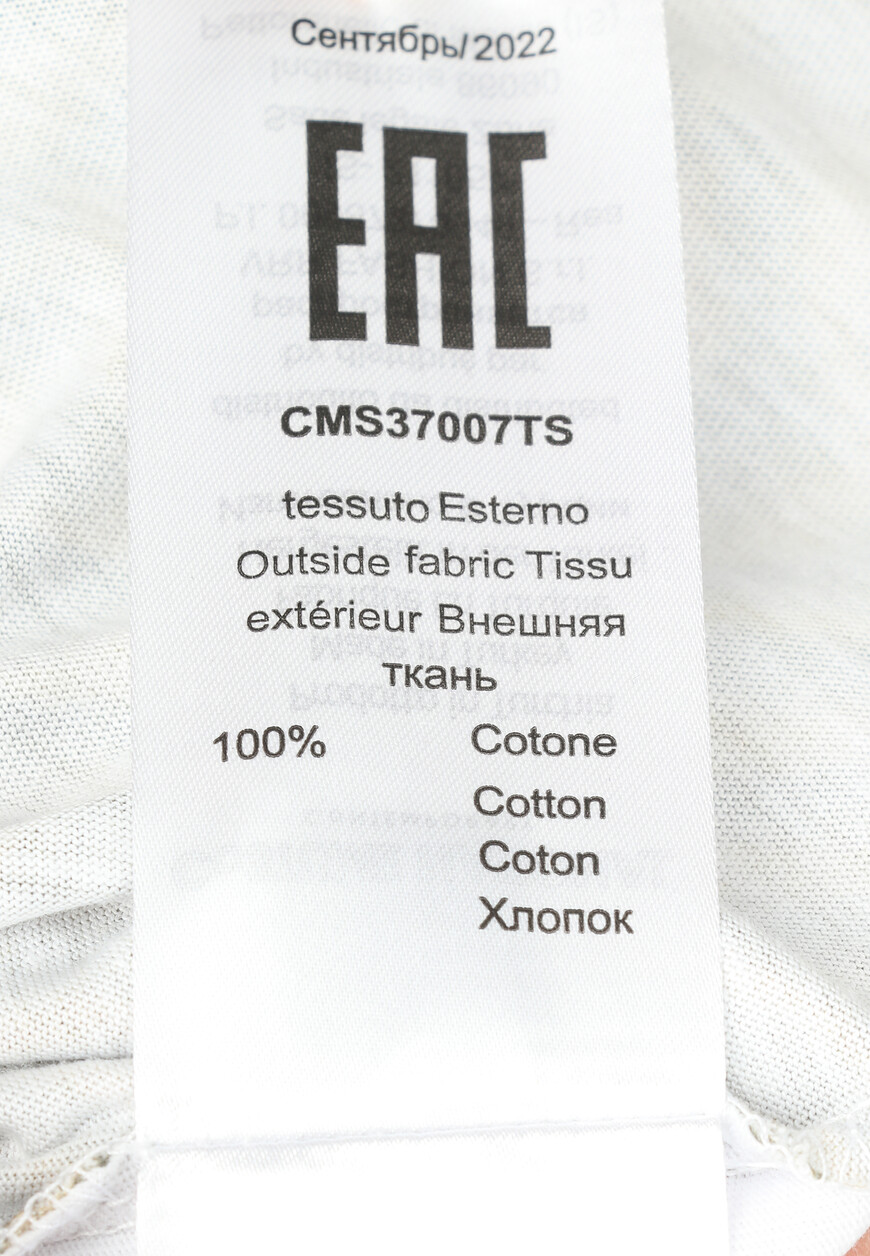 Сентябрь/2022
EAC
CMS37007TS
tessuto Esterno
Outside fabric Tissu
extérieur Внешняя
ткань
100% Cotone
Cotton
Coton
Хлопок